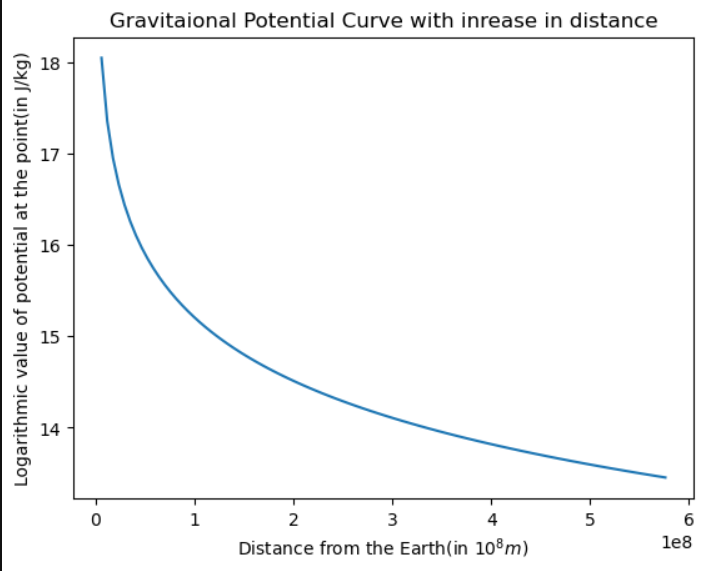 Gravitaional Potential Curve with inrease in distance
Logarithmic value of potential at the point(in J/kg)
18
17
16
15
14
0 1 2 3 4 5 6
1e8
Distance from the Earth(in 10⁸m)